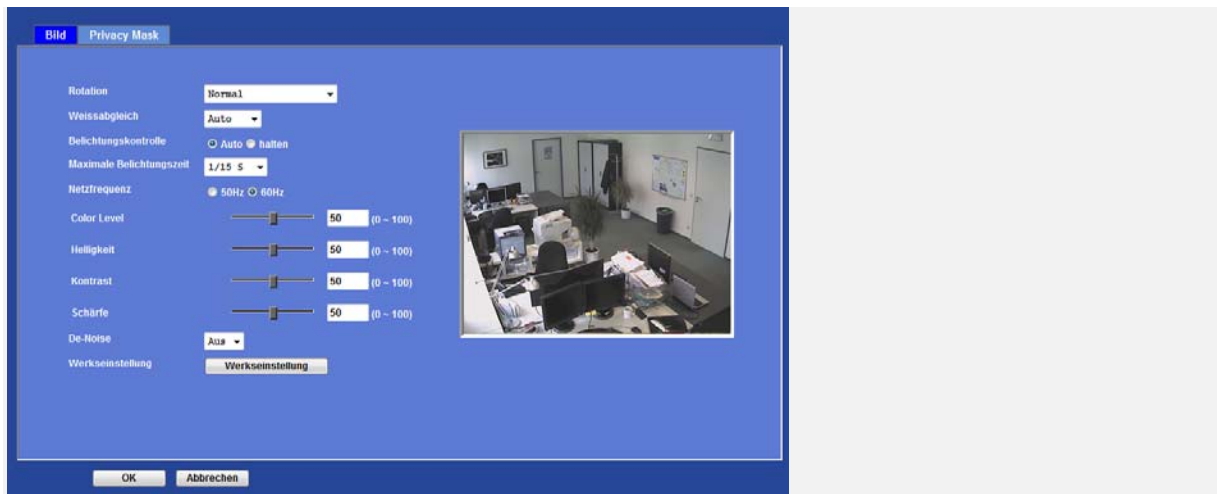 Bild Privacy Mask
Rotation Normal
Weissabgleich Auto
Belichtungskontrolle Auto halten
Maximale Belichtungszeit 1/15 S
Netzfrequenz 50Hz 60Hz
Color Level 50 (0 ~ 100)
Helligkeit 50 (0 ~ 100)
Kontrast 50 (0 ~ 100)
Schärfe 50 (0 ~ 100)
De-Noise Aus
Werkseinstellung Werkseinstellung
OK Abbrechen